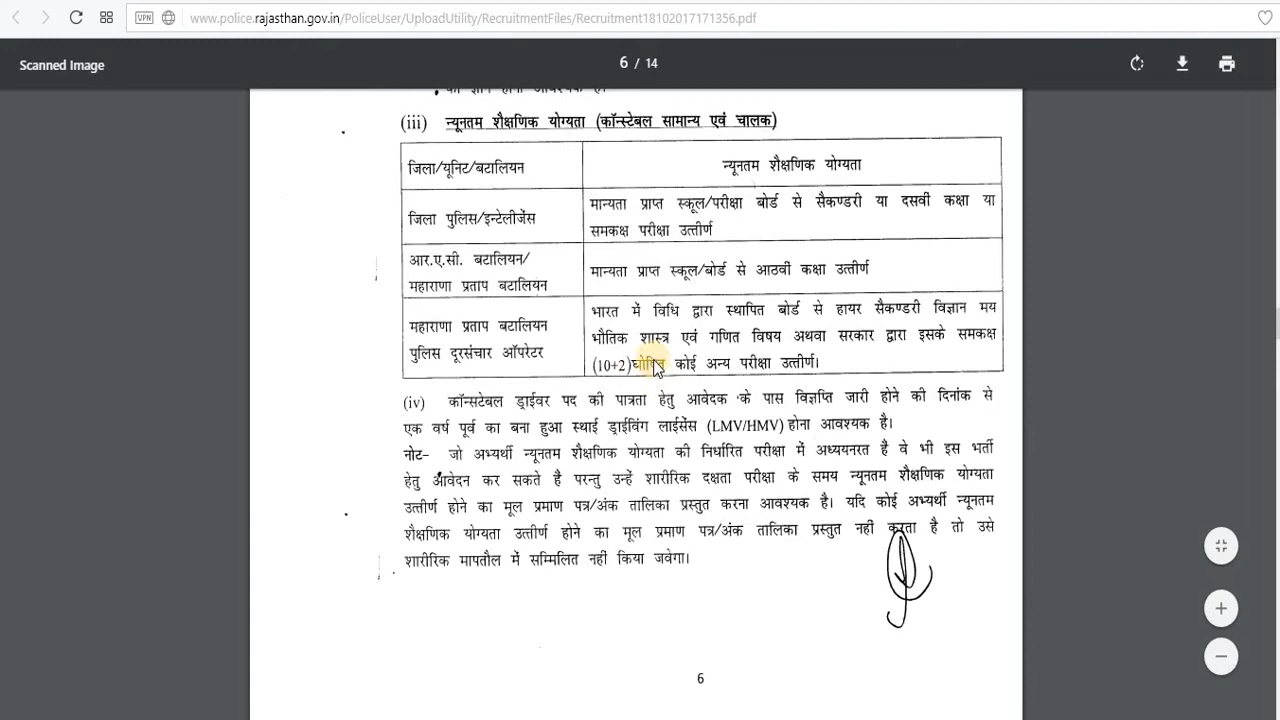 www.police.rajasthan.gov.in/PoliceUser/UploadUtility/RecruitmentFiles/Recruitment18102017171356.pdf
VPN
Scanned Image
6 / 14
(iii) न्यूनतम शैक्षणिक योग्यता (कॉन्स्टेबल सामान्य एवं चालक)
जिला/यूनिट/बटालियन
न्यूनतम शैक्षणिक योग्यता
जिला पुलिस/इन्टेलीजेंस
मान्यता प्राप्त स्कूल/परीक्षा बोर्ड से सैकण्डरी या दसवीं कक्षा या
समकक्ष परीक्षा उत्तीर्ण
आर.ए.सी. बटालियन/
महाराणा प्रताप बटालियन
मान्यता प्राप्त स्कूल/बोर्ड से आठवीं कक्षा उत्तीर्ण
महाराणा प्रताप बटालियन
पुलिस दूरसंचार ऑपरेटर
भारत में विधि द्वारा स्थापित बोर्ड से हायर सैकण्डरी विज्ञान मय
भौतिक शास्त्र एवं गणित विषय अथवा सरकार द्वारा इसके समकक्ष
(10+2)घोषित कोई अन्य परीक्षा उत्तीर्ण।
(iv) कॉन्सटेबल ड्राईवर पद की पात्रता हेतु आवेदक के पास विज्ञप्ति जारी होने की दिनांक से
एक वर्ष पूर्व का बना हुआ स्थाई ड्राईविंग लाईसेंस (LMV/HMV) होना आवश्यक है।
नोट- जो अभ्यर्थी न्यूनतम शैक्षणिक योग्यता की निर्धारित परीक्षा में अध्ययनरत है वे भी इस भर्ती
हेतु आवेदन कर सकते है परन्तु उन्हें शारीरिक दक्षता परीक्षा के समय न्यूनतम शैक्षणिक योग्यता
उत्तीर्ण होने का मूल प्रमाण पत्र/अंक तालिका प्रस्तुत करना आवश्यक है। यदि कोई अभ्यर्थी न्यूनतम
शैक्षणिक योग्यता उत्तीर्ण होने का मूल प्रमाण पत्र/अंक तालिका प्रस्तुत नहीं करता है तो उसे
शारीरिक मापतौल में सम्मिलित नहीं किया जवेगा।
6